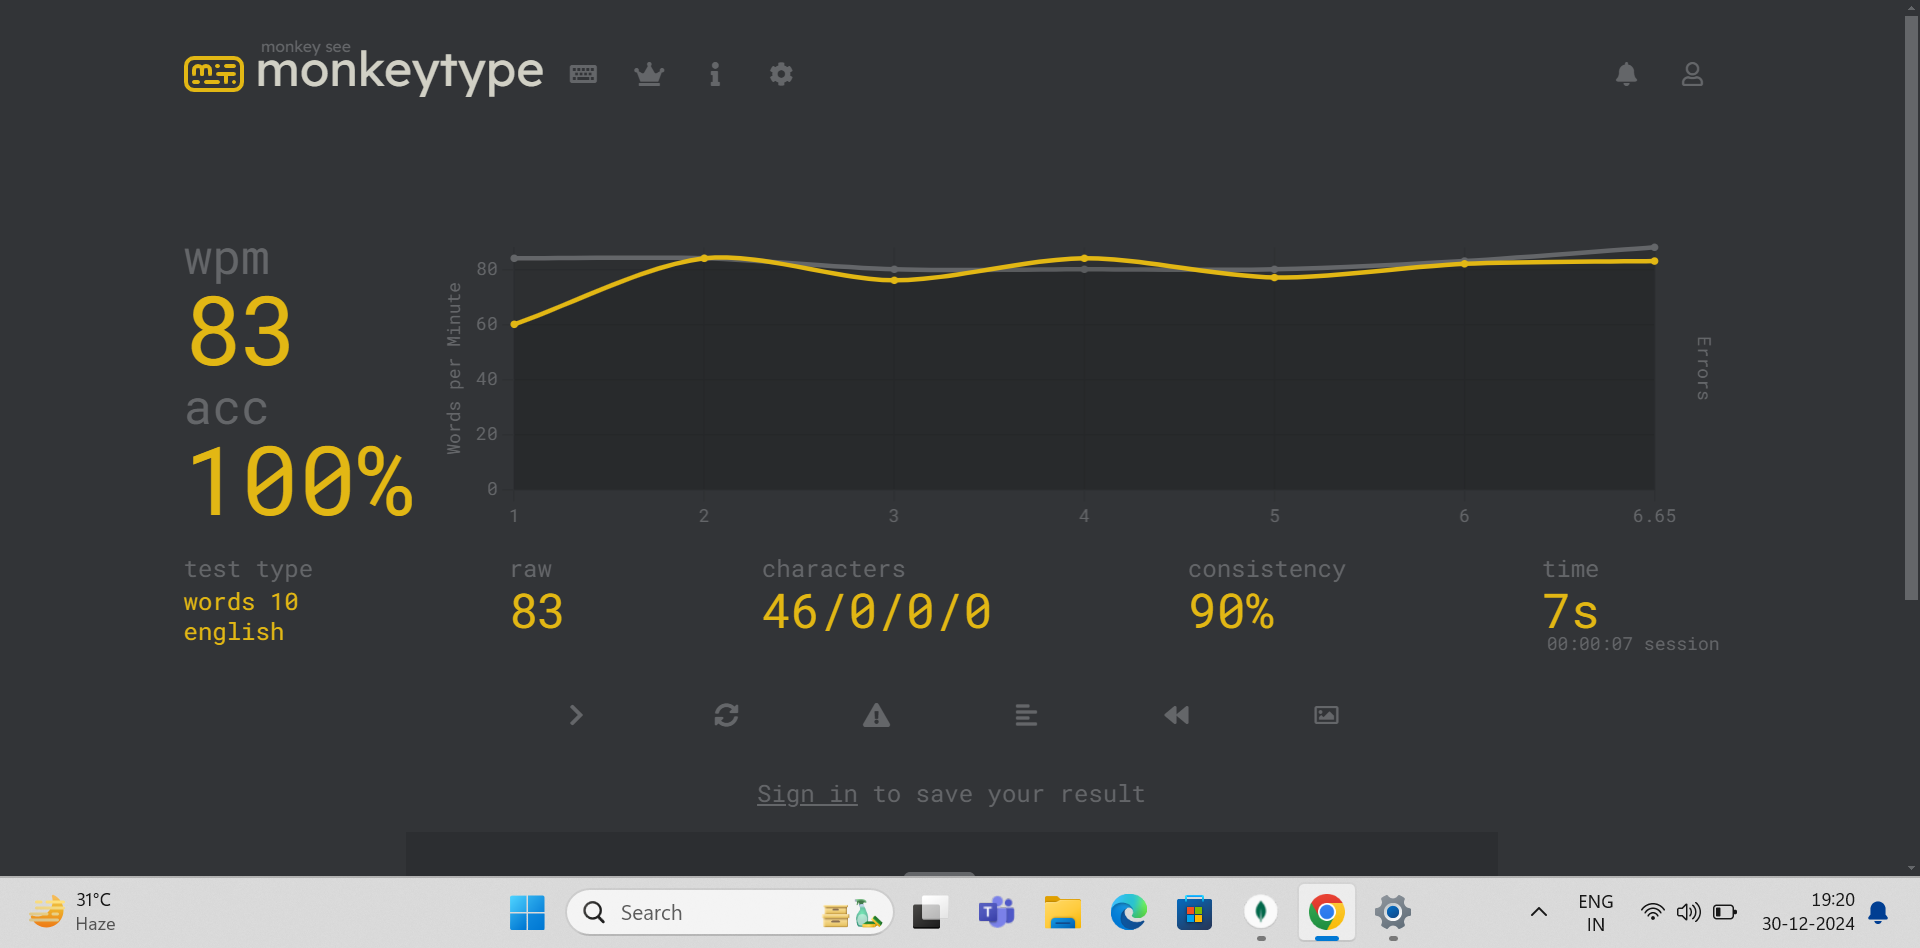 monkey see
monkeytype
wpm
83
acc
100%
Words per Minute
80
60
40
20
0
1 2 3 4 5 6 6.65
Errors
test type
words 10
english
raw
83
characters
46/0/0/0
consistency
90%
time
7s
00:00:07 session
Sign in to save your result
31°C
Haze
Search
ENG
IN
19:20
30-12-2024